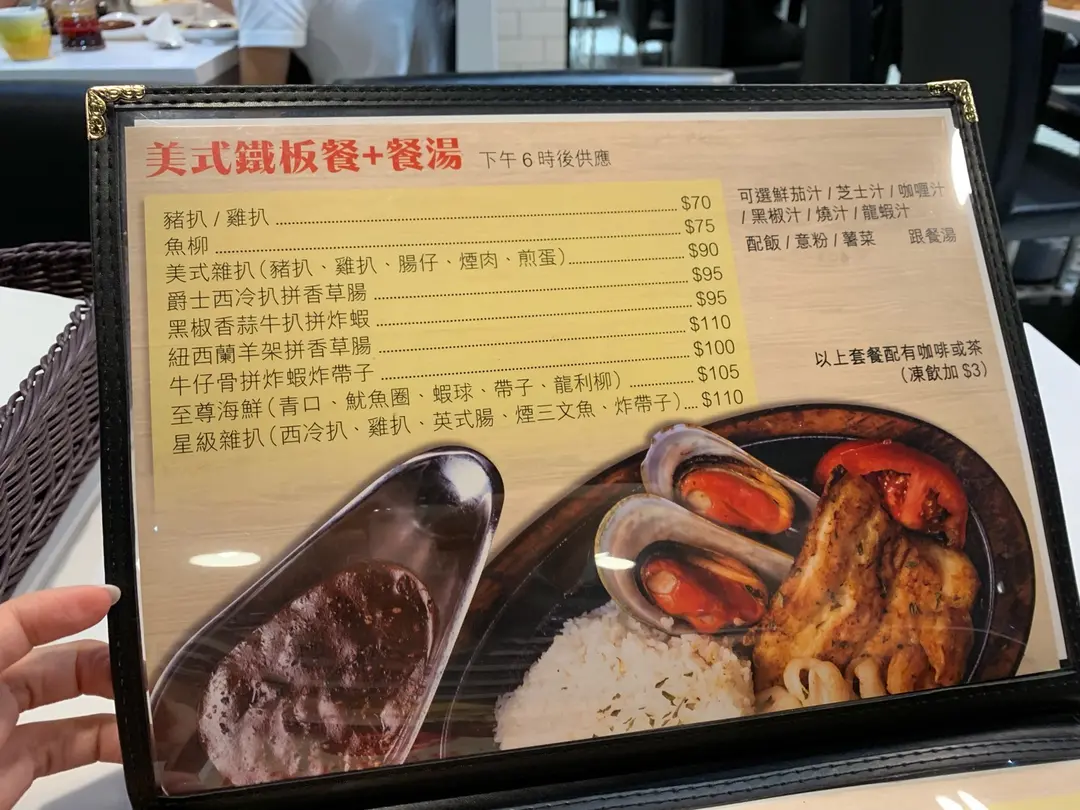 美式鐵板餐+餐湯 下午6時後供應
豬扒 / 雞扒 $70
魚柳 $75
美式雜扒(豬扒、雞扒、腸仔、煙肉、煎蛋) $90
爵士西冷扒拼香草腸 $95
黑椒香蒜牛扒拼炸蝦 $95
紐西蘭羊架拼香草腸 $110
牛仔骨拼炸蝦炸帶子 $100
至尊海鮮(青口、魷魚圈、蝦球、帶子、龍利柳) $105
星級雜扒(西冷扒、雞扒、英式腸、煙三文魚、炸帶子) $110
可選鮮茄汁 / 芝士汁 / 咖喱汁
/ 黑椒汁 / 燒汁 / 龍蝦汁
配飯 / 意粉 / 薯菜 跟餐湯
以上套餐配有咖啡或茶
(凍飲加 $3)